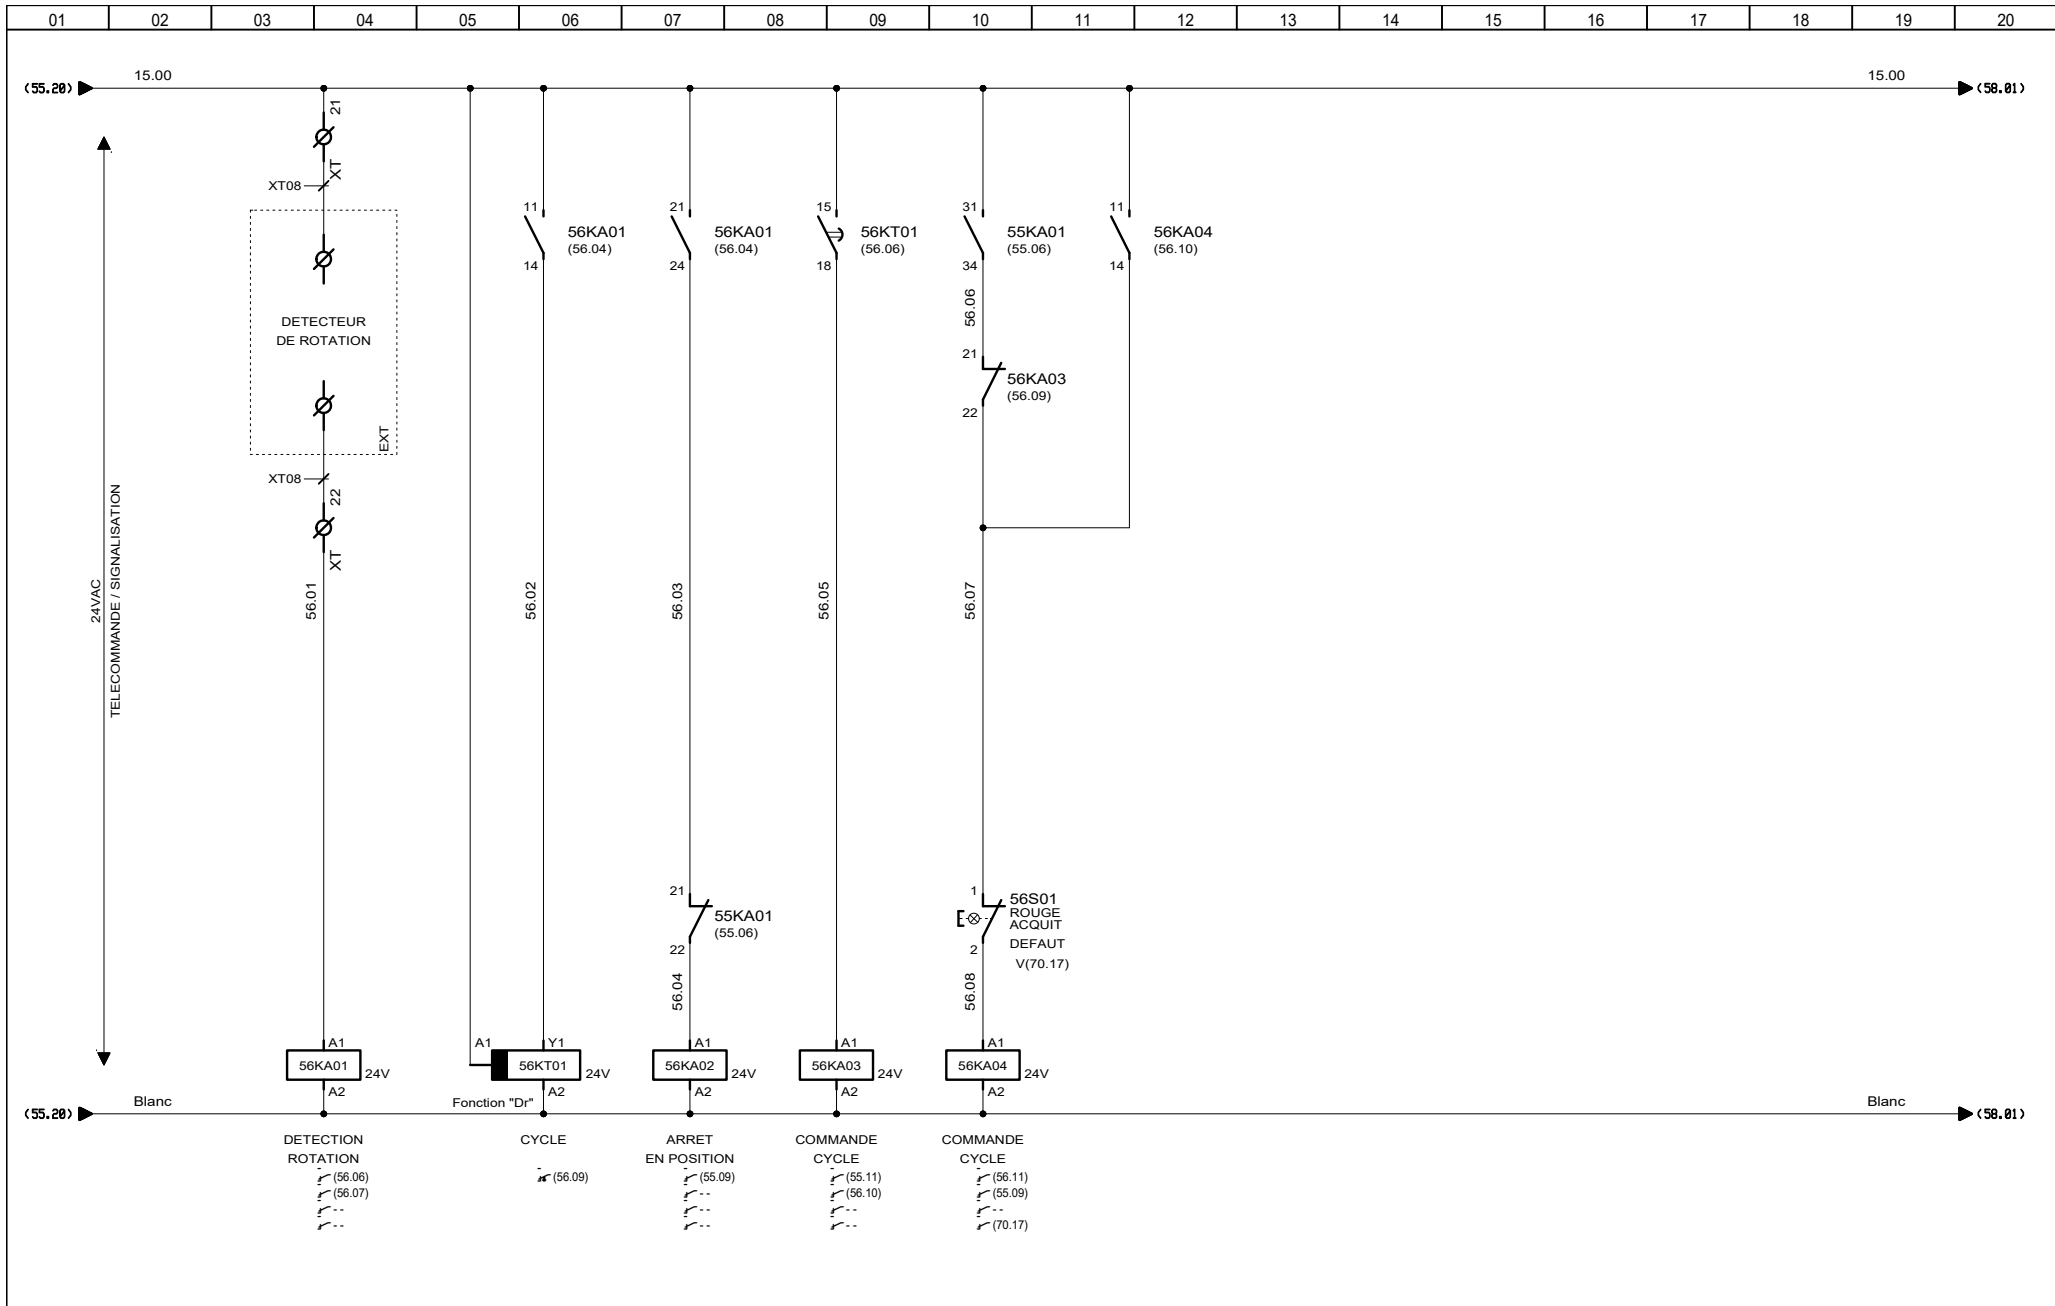 01 02 03 04 05 06 07 08 09 10 11 12 13 14 15 16 17 18 19 20
15.00 15.00
(55.20) (58.01)
21
XT
XT08
DETECTEUR
DE ROTATION
EXT
XT08
22
XT
24VAC
TELECOMMANDE / SIGNALISATION
11
56KA01
(56.04)
14
21
56KA01
(56.04)
24
15
56KT01
(56.06)
18
31
55KA01
(55.06)
34
11
56KA04
(56.10)
14
56.06
21
56KA03
(56.09)
22
56.01
56.02
56.03
56.05
56.07
21
55KA01
(55.06)
22
56.04
1
56S01
ROUGE
ACQUIT
DEFAUT
2
V(70.17)
56.08
A1
56KA01 24V
A2
A1 Y1
56KT01 24V
A2
A1
56KA02 24V
A2
A1
56KA03 24V
A2
A1
56KA04 24V
A2
Blanc Fonction "Dr" Blanc
(55.20) (58.01)
DETECTION
ROTATION
(56.06)
(56.07)
--
--
CYCLE
(56.09)
ARRET
EN POSITION
(55.09)
--
--
--
COMMANDE
CYCLE
(55.11)
(56.10)
--
--
COMMANDE
CYCLE
(56.11)
(55.09)
--
(70.17)